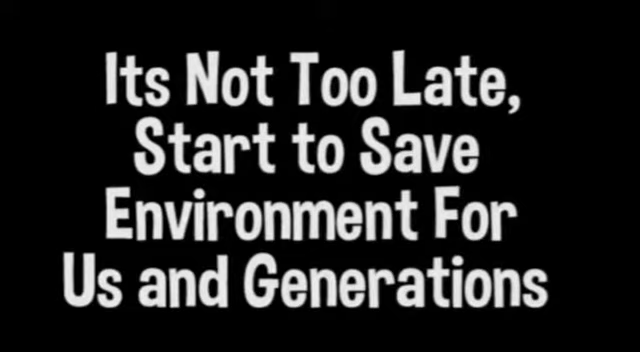 Its Not Too Late,
Start to Save
Environment For
Us and Generations